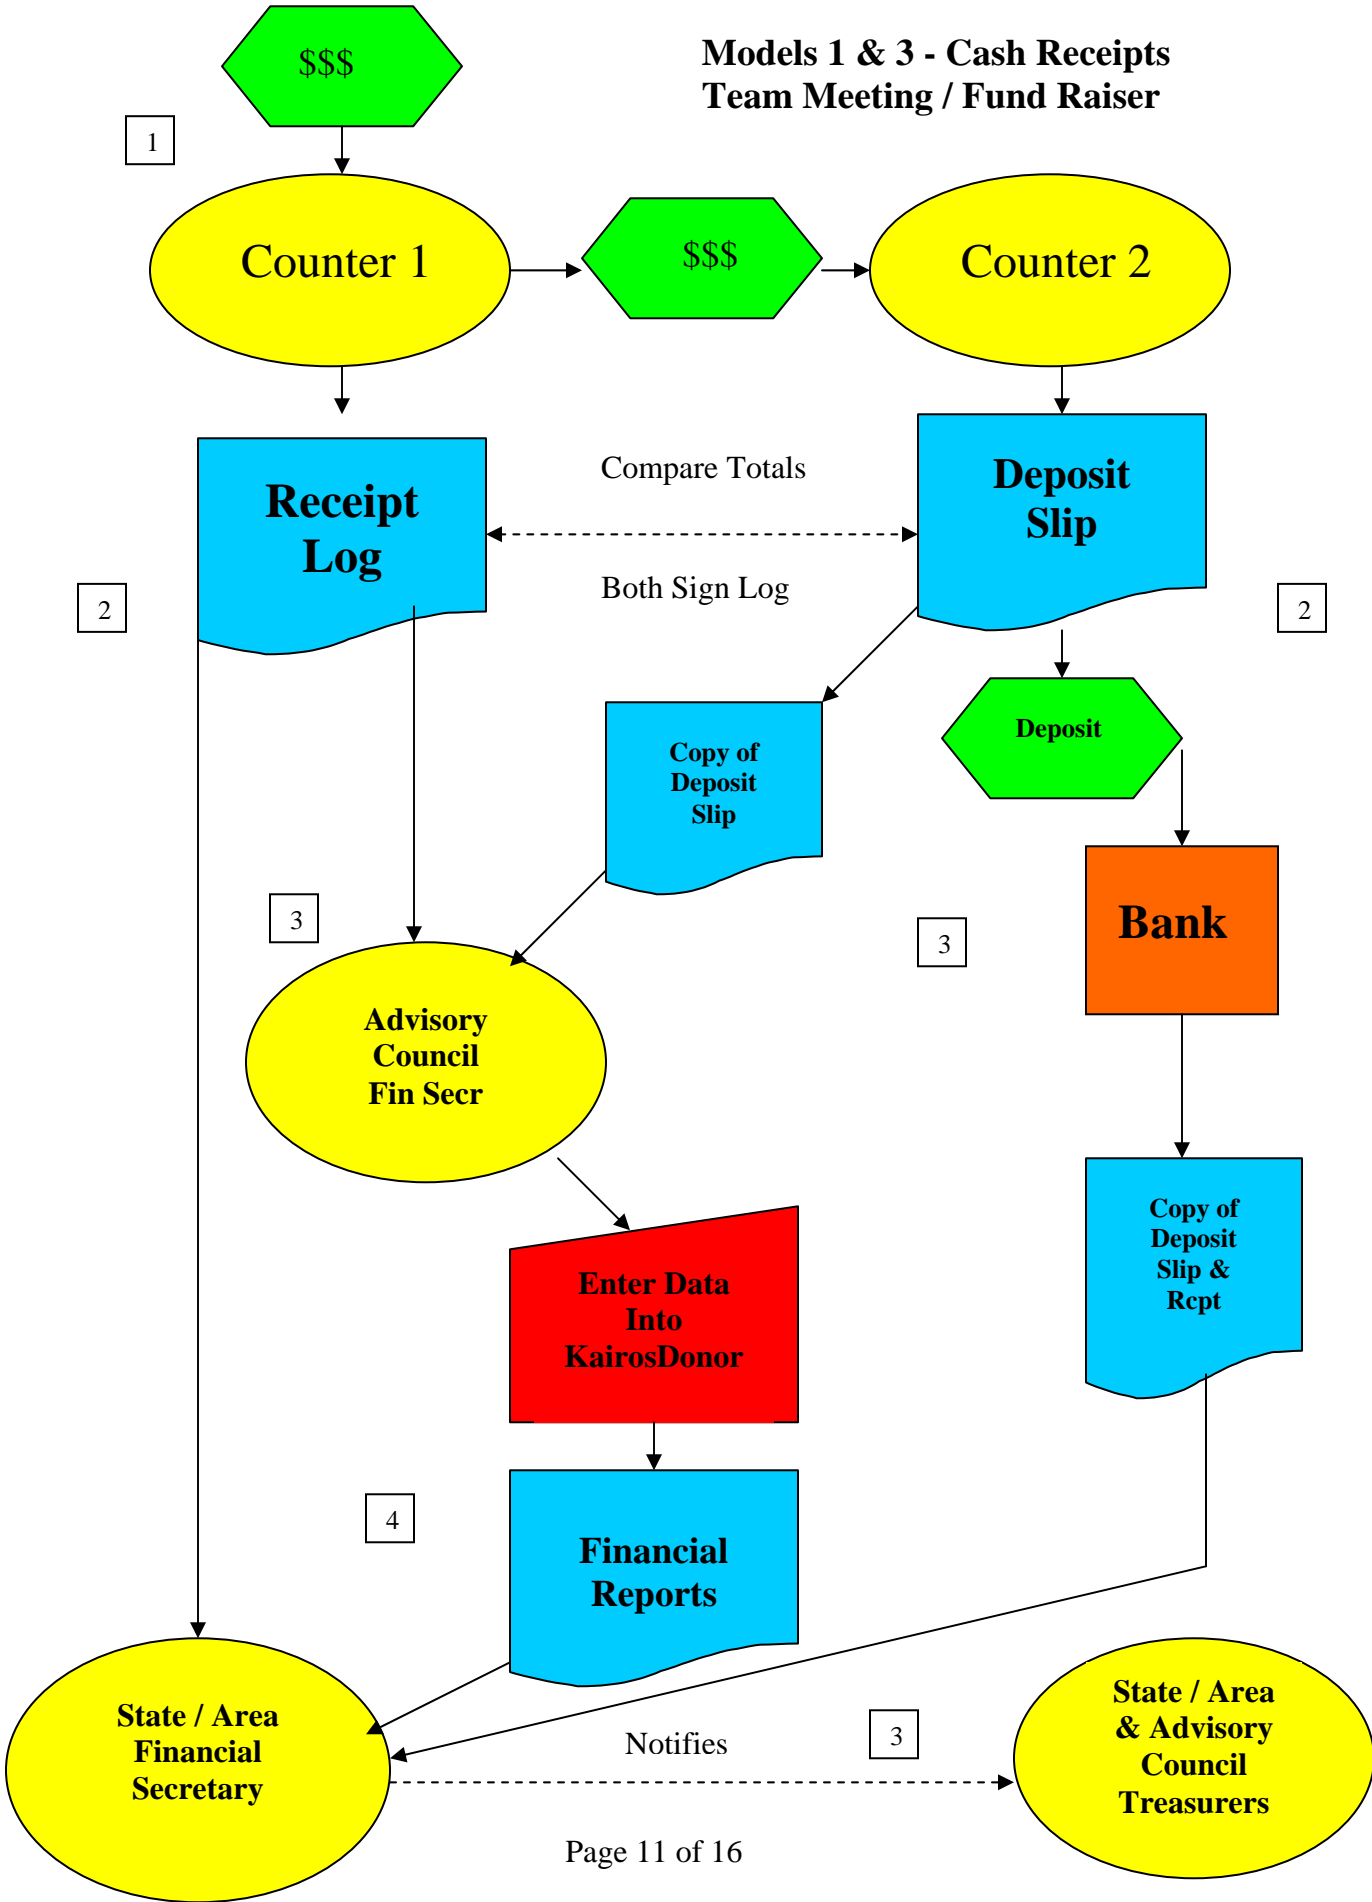 $$$
Models 1 & 3 - Cash Receipts
Team Meeting / Fund Raiser
1
Counter 1
$$$
Counter 2
Receipt
Log
Compare Totals
Both Sign Log
Deposit
Slip
2
2
Copy of
Deposit
Slip
Deposit
3
3
Bank
Advisory
Council
Fin Secr
Enter Data
Into
KairosDonor
Copy of
Deposit
Slip &
Rcpt
4
Financial
Reports
State / Area
Financial
Secretary
Notifies
3
State / Area
& Advisory
Council
Treasurers
Page 11 of 16